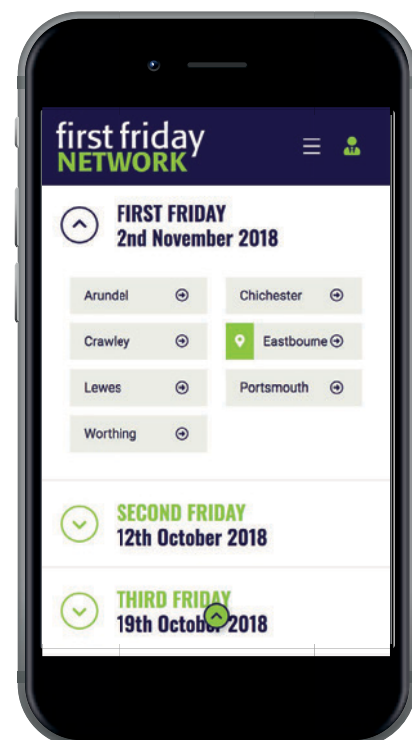 first friday
NETWORK
FIRST FRIDAY
2nd November 2018
Arundel
Chichester
Crawley
Eastbourne
Lewes
Portsmouth
Worthing
SECOND FRIDAY
12th October 2018
THIRD FRIDAY
19th October 2018